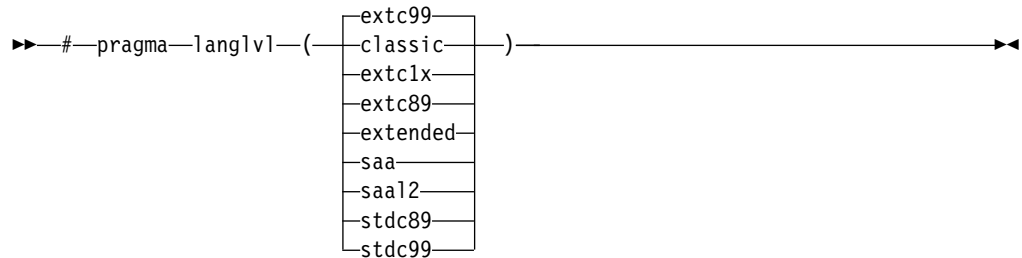 extc99
►►─#─pragma─langlvl─(─classic─)─►◄
extc1x
extc89
extended
saa
saal2
stdc89
stdc99